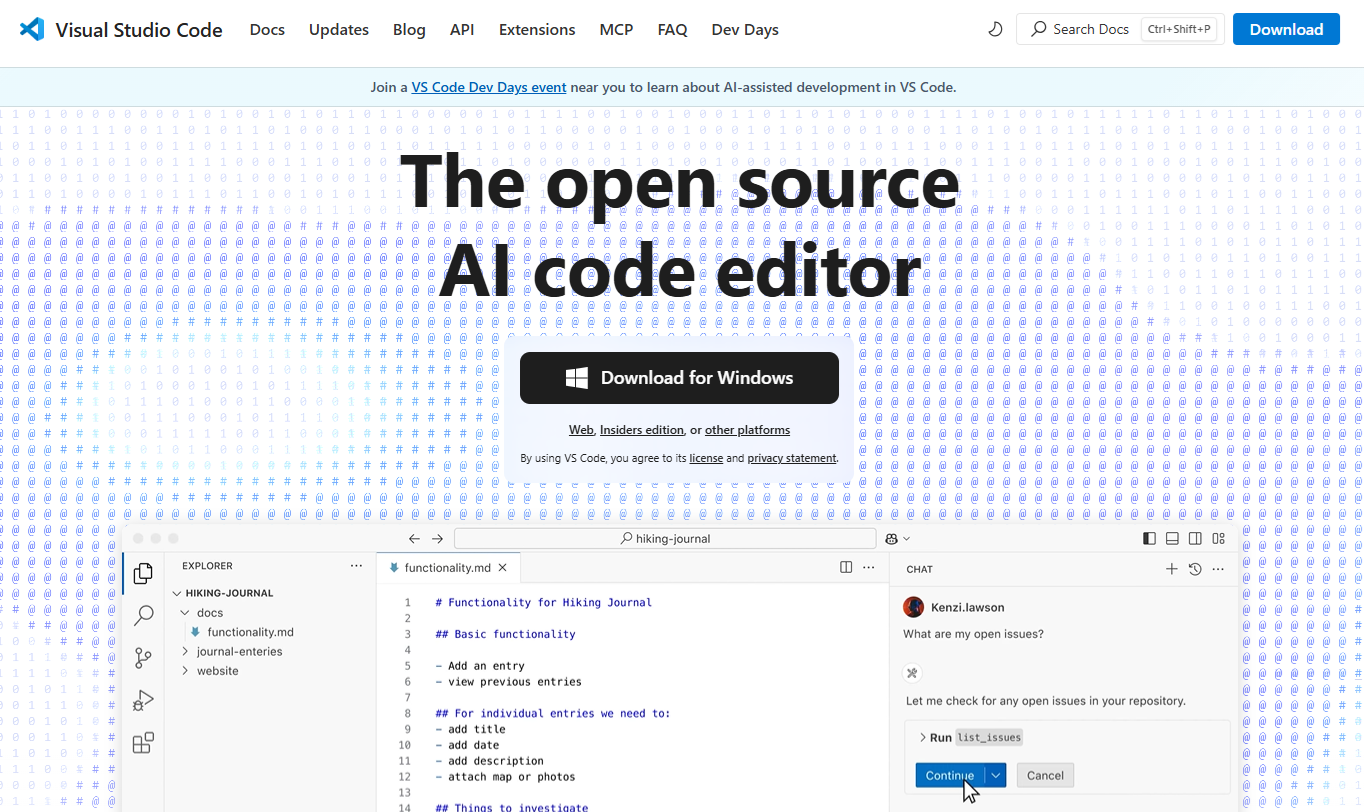 Visual Studio Code Docs Updates Blog API Extensions MCP FAQ Dev Days Search Docs Ctrl+Shift+P Download
Join a VS Code Dev Days event near you to learn about AI-assisted development in VS Code.
The open source
AI code editor
Download for Windows
Web, Insiders edition, or other platforms
By using VS Code, you agree to its license and privacy statement.
hiking-journal
EXPLORER
HIKING-JOURNAL
docs
functionality.md
journal-enteries
website
functionality.md
1 # Functionality for Hiking Journal
2
3 ## Basic functionality
4
5 - Add an entry
6 - view previous entries
7
8 ## For individual entries we need to:
9 - add title
10 - add date
11 - add description
12 - attach map or photos
13
14 ## Things to investigate
CHAT
Kenzi.lawson
What are my open issues?
Let me check for any open issues in your repository.
Run list_issues
Continue Cancel